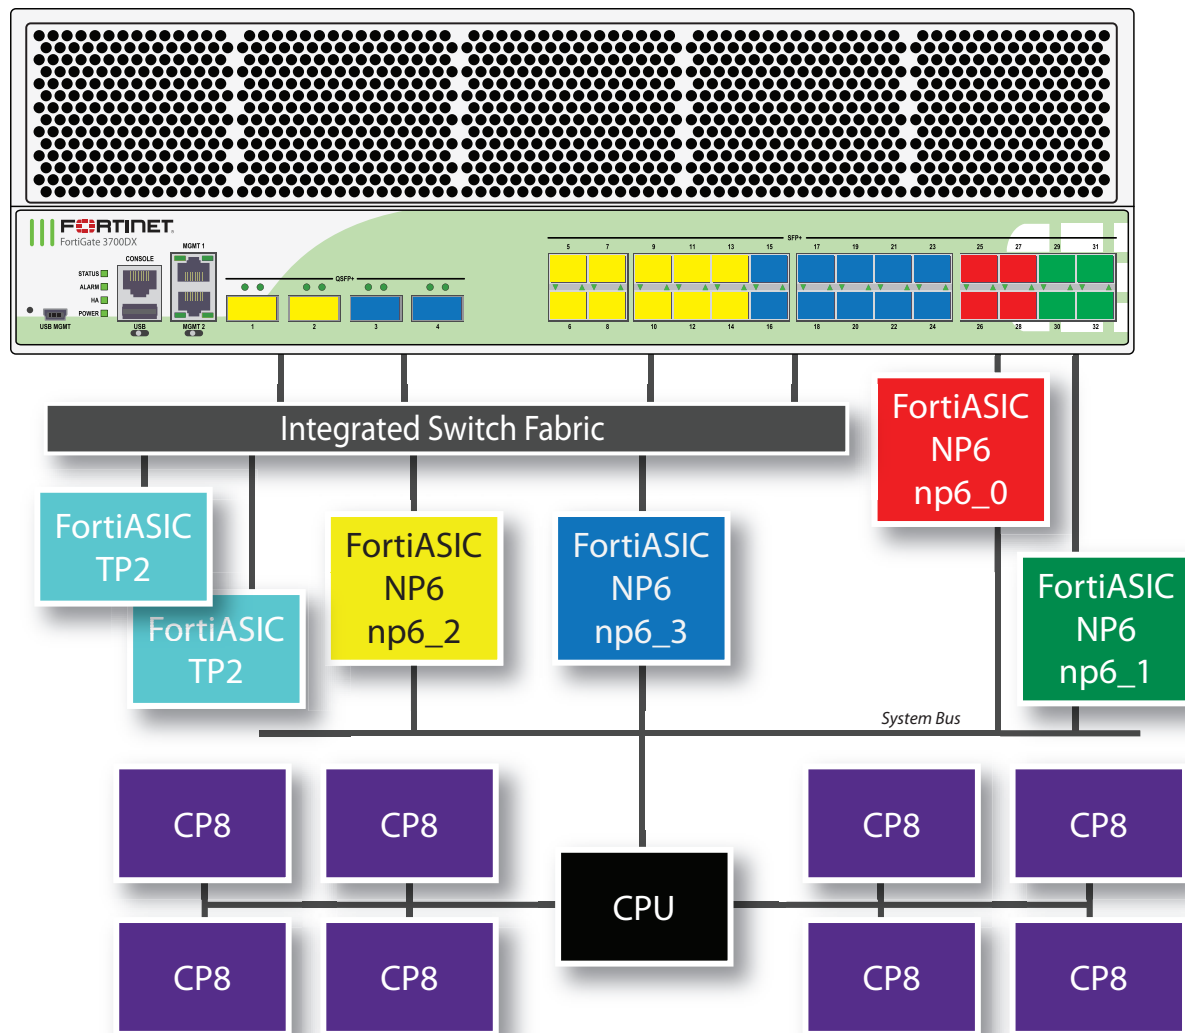 FORTINET
FortiGate 3700DX
STATUS
ALARM
HA
POWER
USB MGMT
CONSOLE
USB
MGMT 1
MGMT 2
QSFP+
1 2 3 4
SFP+
5 7 9 11 13 15 17 19 21 23 25 27 29 31
6 8 10 12 14 16 18 20 22 24 26 28 30 32
Integrated Switch Fabric
FortiASIC
NP6
np6_0
FortiASIC
TP2
FortiASIC
TP2
FortiASIC
NP6
np6_2
FortiASIC
NP6
np6_3
FortiASIC
NP6
np6_1
System Bus
CP8 CP8 CP8 CP8
CPU
CP8 CP8 CP8 CP8